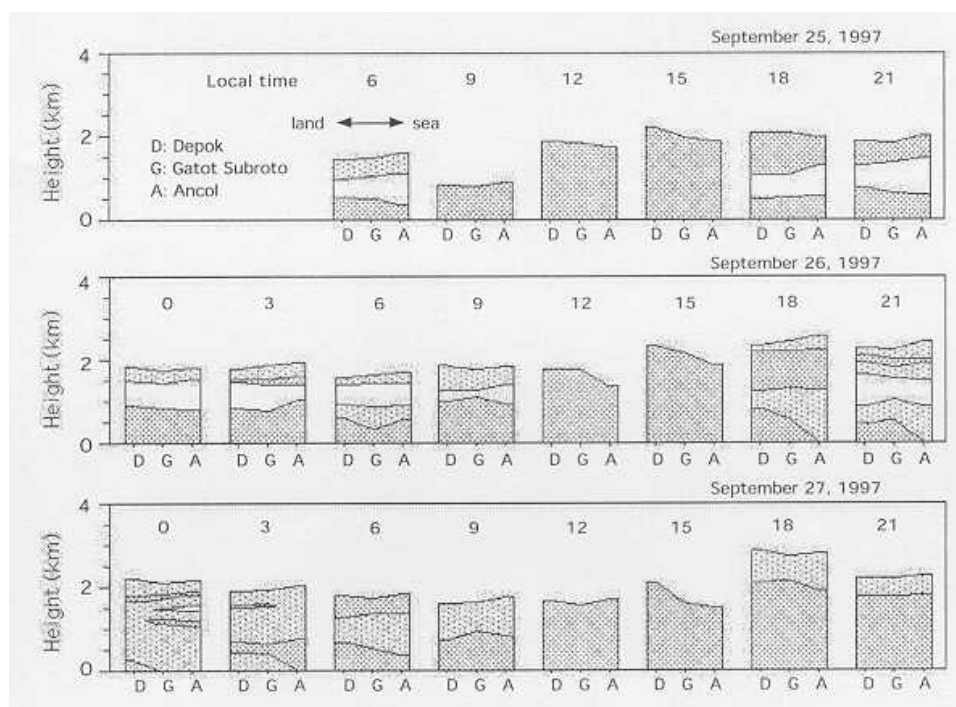 September 25, 1997
4
Local time 6 9 12 15 18 21
land sea
2
D: Depok
G: Gatot Subroto
A: Ancol
0
Height (km)
D G A D G A D G A D G A D G A D G A
September 26, 1997
4
0 3 6 9 12 15 18 21
2
0
Height (km)
D G A D G A D G A D G A D G A D G A D G A D G A
September 27, 1997
4
0 3 6 9 12 15 18 21
2
0
Height (km)
D G A D G A D G A D G A D G A D G A D G A D G A